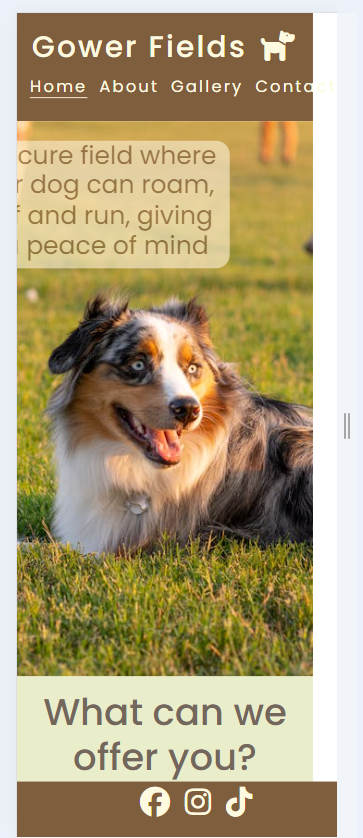 Gower Fields
Home About Gallery Contact
cure field where
r dog can roam,
f and run, giving
peace of mind
What can we
offer you?